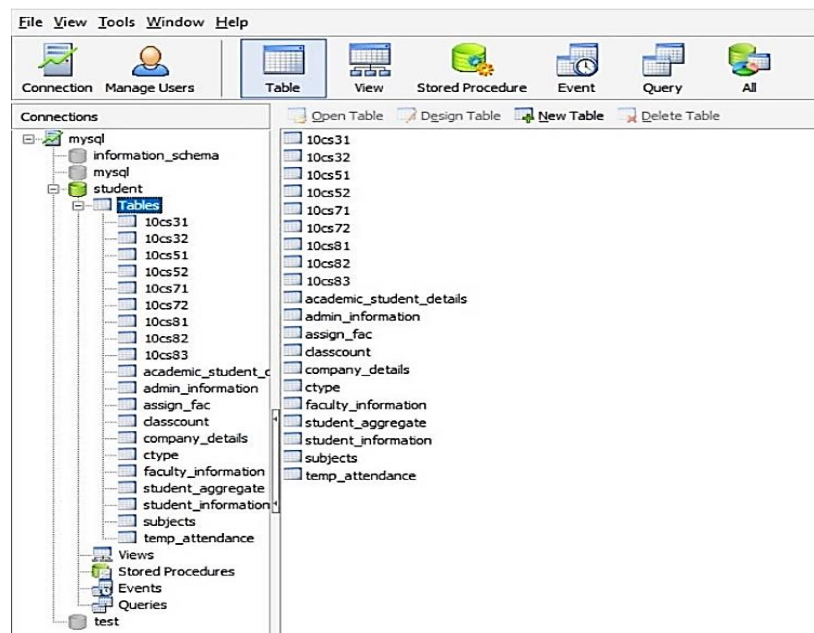 File View Tools Window Help
Connection Manage Users Table View Stored Procedure Event Query All
Connections
Open Table Design Table New Table Delete Table
mysql
information_schema
mysql
student
Tables
10cs31
10cs32
10cs51
10cs52
10cs71
10cs72
10cs81
10cs82
10cs83
academic_student_d
admin_information
assign_fac
classcount
company_details
ctype
faculty_information
student_aggregate
student_information
subjects
temp_attendance
Views
Stored Procedures
Events
Queries
test
10cs31
10cs32
10cs51
10cs52
10cs71
10cs72
10cs81
10cs82
10cs83
academic_student_details
admin_information
assign_fac
classcount
company_details
ctype
faculty_information
student_aggregate
student_information
subjects
temp_attendance